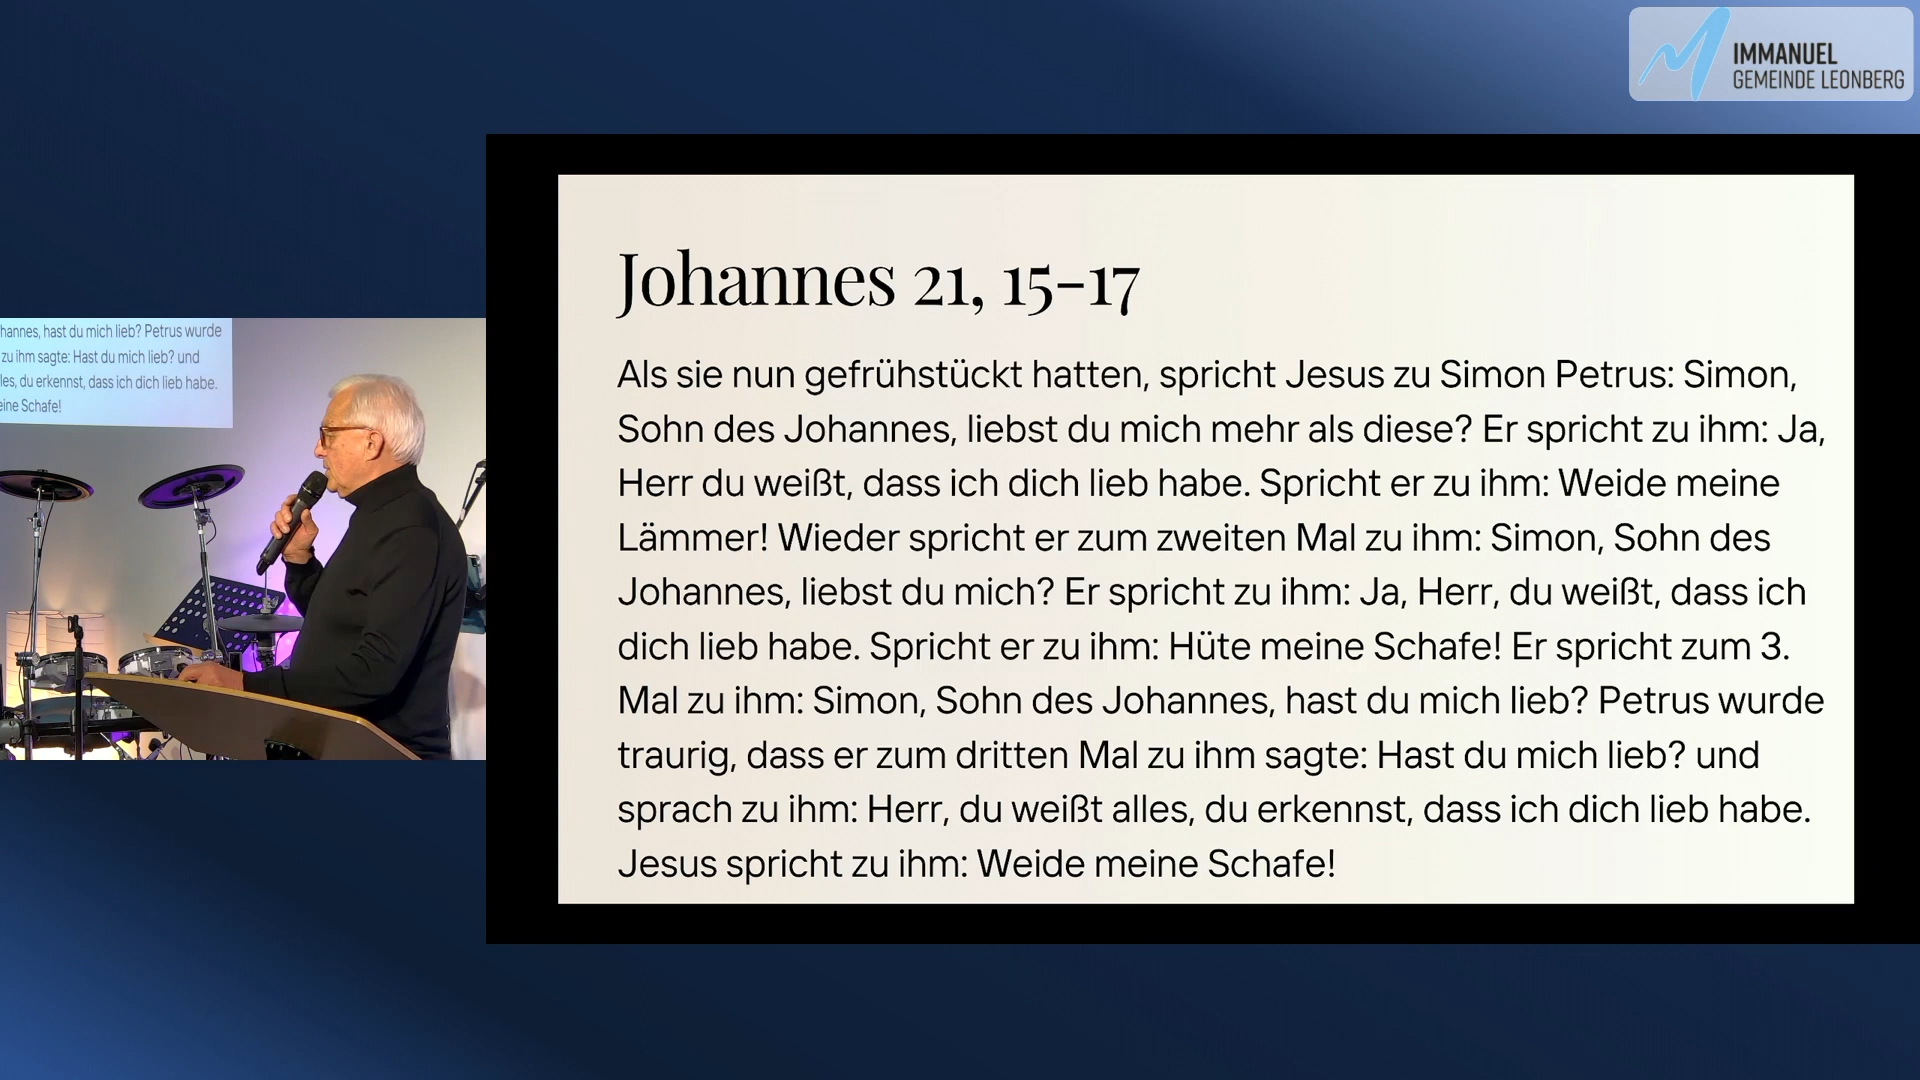 IMMANUEL
GEMEINDE LEONBERG
Johannes 21, 15-17
Als sie nun gefrühstückt hatten, spricht Jesus zu Simon Petrus: Simon,
Sohn des Johannes, liebst du mich mehr als diese? Er spricht zu ihm: Ja,
Herr du weißt, dass ich dich lieb habe. Spricht er zu ihm: Weide meine
Lämmer! Wieder spricht er zum zweiten Mal zu ihm: Simon, Sohn des
Johannes, liebst du mich? Er spricht zu ihm: Ja, Herr, du weißt, dass ich
dich lieb habe. Spricht er zu ihm: Hüte meine Schafe! Er spricht zum 3.
Mal zu ihm: Simon, Sohn des Johannes, hast du mich lieb? Petrus wurde
traurig, dass er zum dritten Mal zu ihm sagte: Hast du mich lieb? und
sprach zu ihm: Herr, du weißt alles, du erkennst, dass ich dich lieb habe.
Jesus spricht zu ihm: Weide meine Schafe!
hannes, hast du mich lieb? Petrus wurde
zu ihm sagte: Hast du mich lieb? und
les, du erkennst, dass ich dich lieb habe.
eine Schafe!